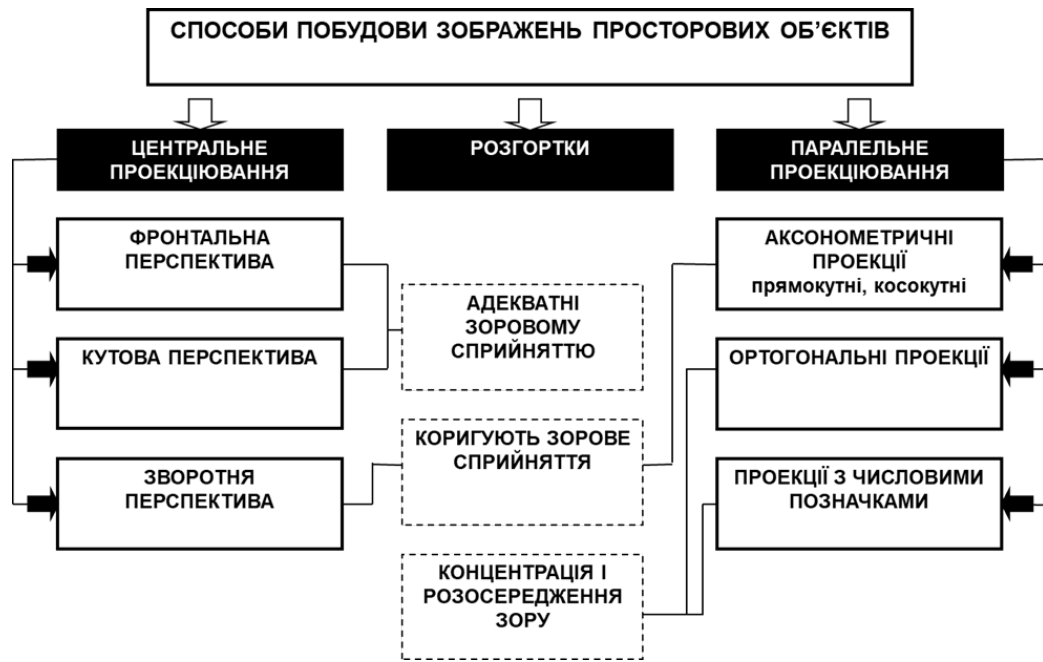 СПОСОБИ ПОБУДОВИ ЗОБРАЖЕНЬ ПРОСТОРОВИХ ОБ’ЄКТІВ
ЦЕНТРАЛЬНЕ
ПРОЕКЦІЮВАННЯ
РОЗГОРТКИ
ПАРАЛЕЛЬНЕ
ПРОЕКЦІЮВАННЯ
ФРОНТАЛЬНА
ПЕРСПЕКТИВА
КУТОВА ПЕРСПЕКТИВА
ЗВОРОТНЯ
ПЕРСПЕКТИВА
АДЕКВАТНІ
ЗОРОВОМУ
СПРИЙНЯТТЮ
КОРИГУЮТЬ ЗОРОВЕ
СПРИЙНЯТТЯ
КОНЦЕНТРАЦІЯ І
РОЗОСЕРЕДЖЕННЯ
ЗОРУ
АКСОНОМЕТРИЧНІ
ПРОЕКЦІЇ
прямокутні, косокутні
ОРТОГОНАЛЬНІ ПРОЕКЦІЇ
ПРОЕКЦІЇ З ЧИСЛОВИМИ
ПОЗНАЧКАМИ